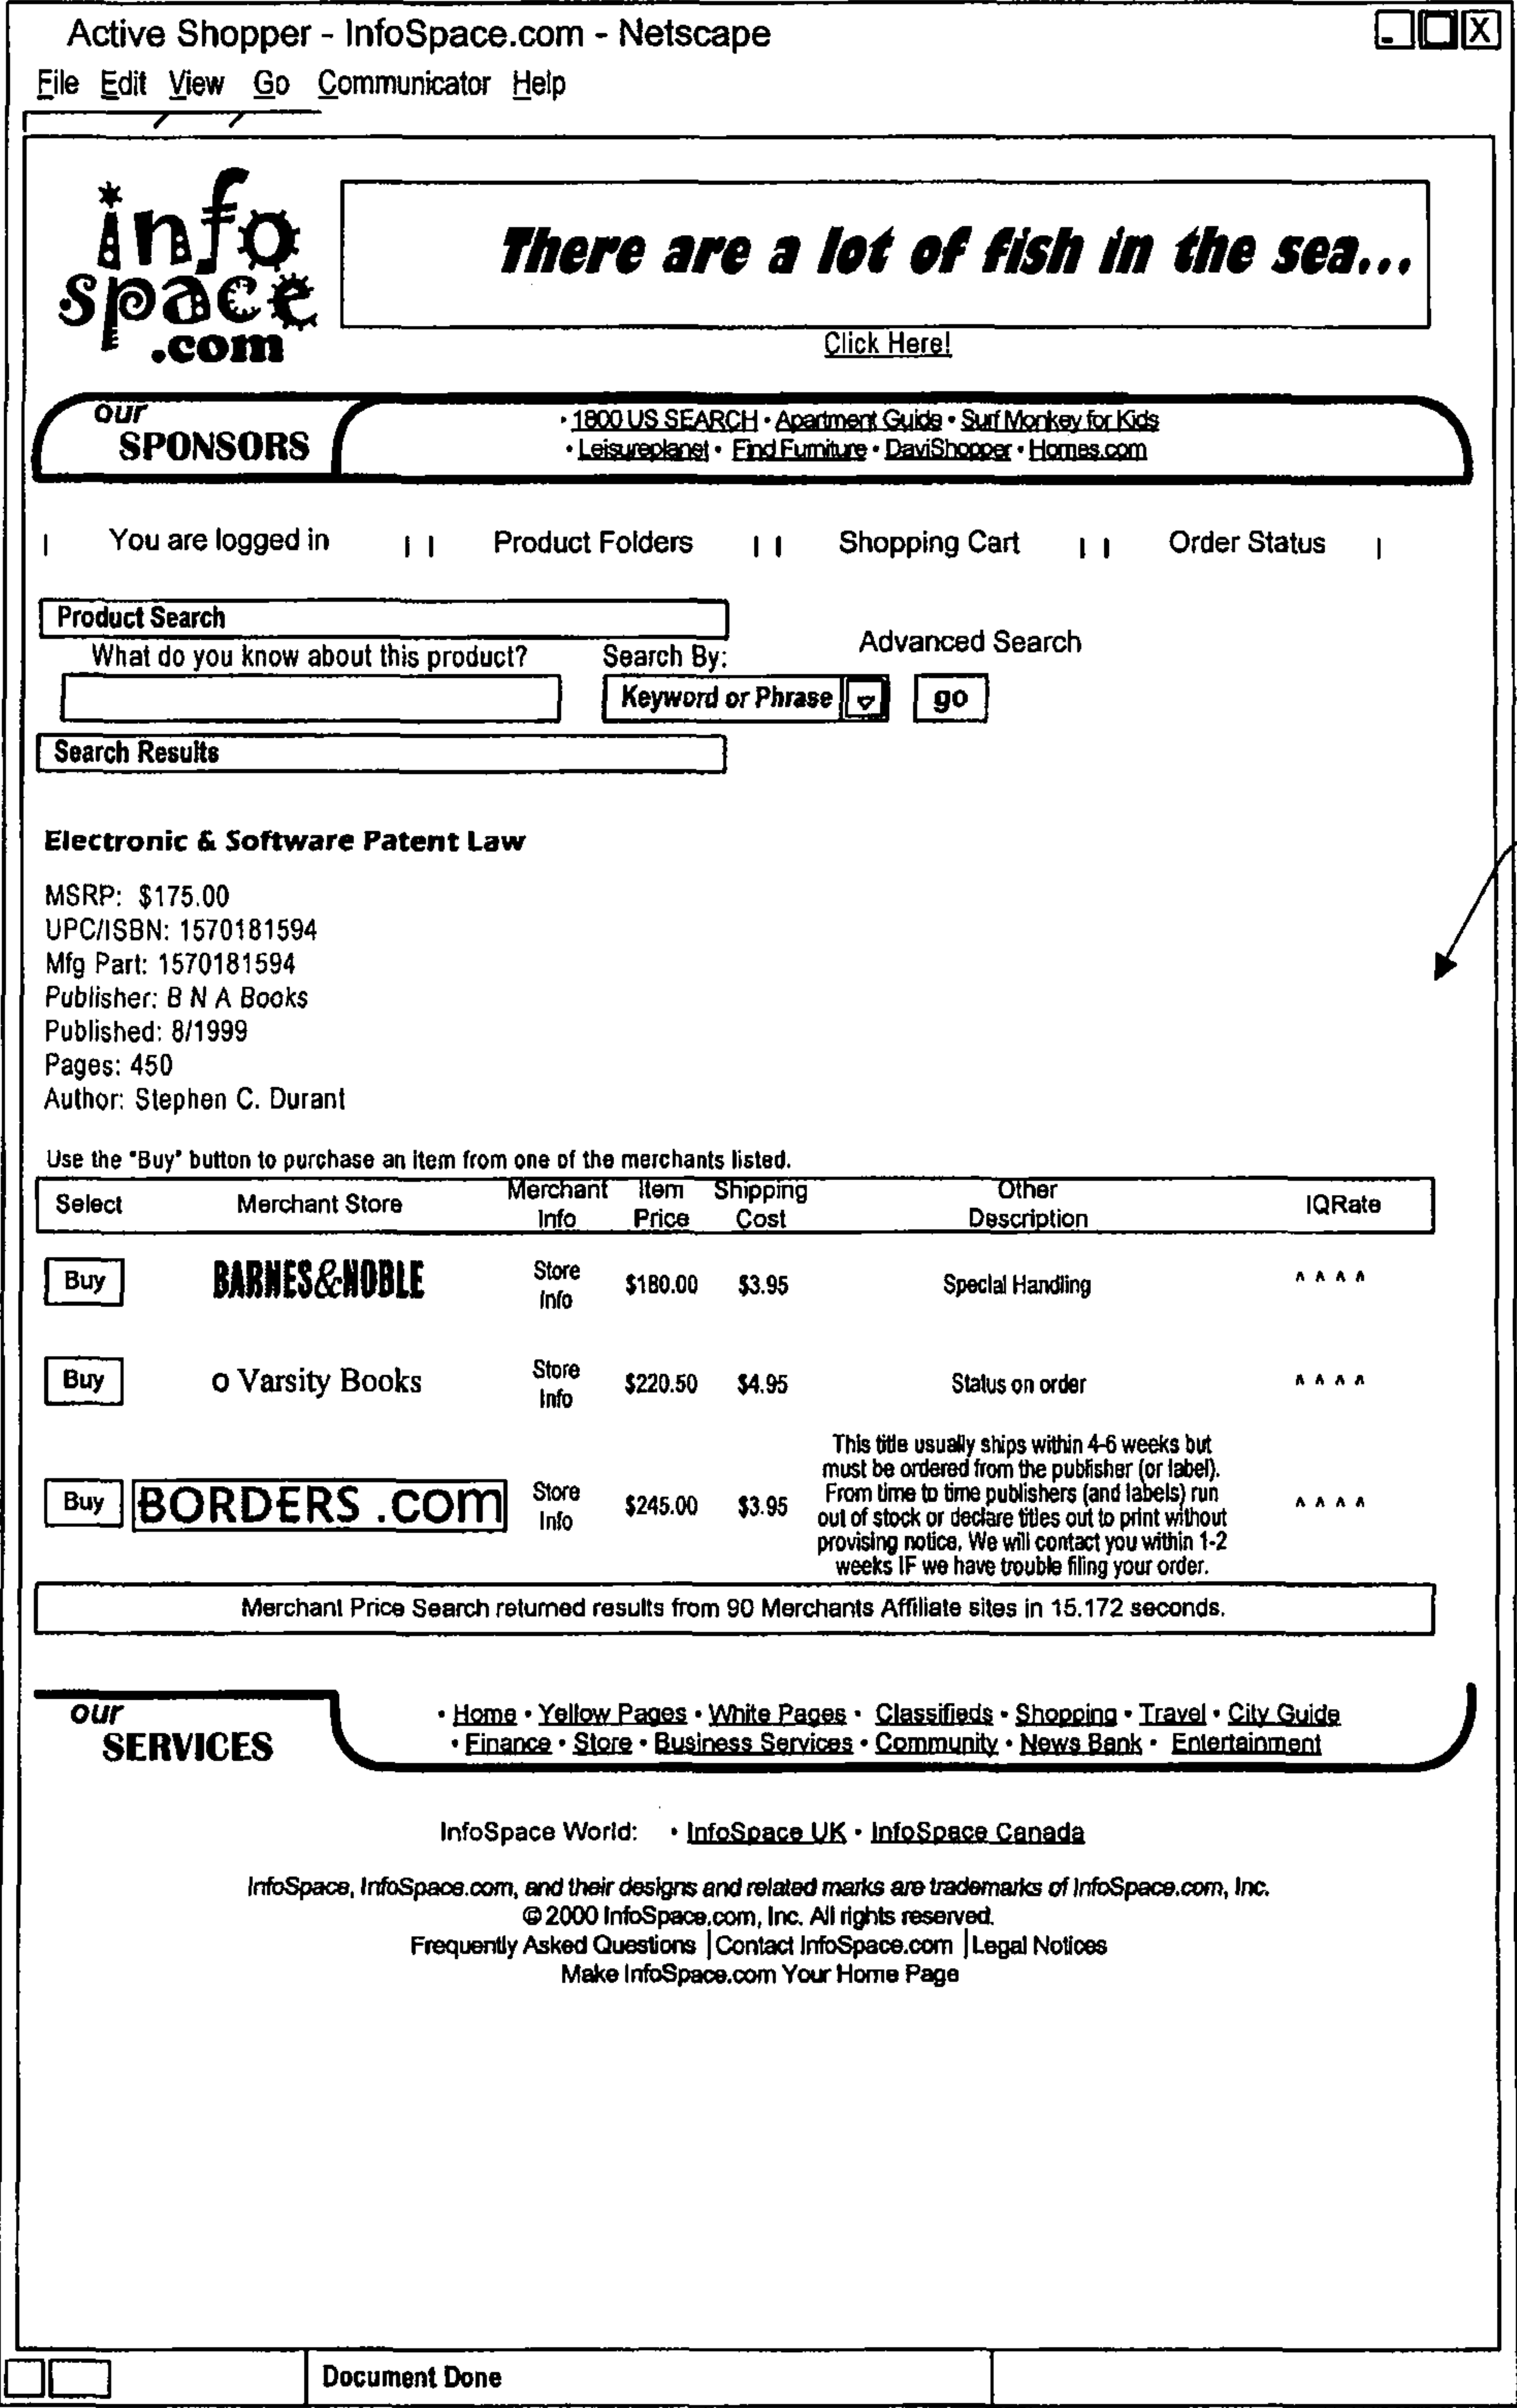 Active Shopper - InfoSpace.com - Netscape
File Edit View Go Communicator Help
info
space
.com
There are a lot of fish in the sea...
Click Here!
our
SPONSORS
• 1800 US SEARCH • Apartment Guide • Surf Monkey for Kids
• Leisureplanet • Find Furniture • DaviShopper • Homes.com
| You are logged in | | Product Folders | | Shopping Cart | | Order Status |
Product Search
Advanced Search
What do you know about this product? Search By:
Keyword or Phrase go
Search Results
Electronic & Software Patent Law
MSRP: $175.00
UPC/ISBN: 1570181594
Mfg Part: 1570181594
Publisher: B N A Books
Published: 8/1999
Pages: 450
Author: Stephen C. Durant
Use the "Buy" button to purchase an item from one of the merchants listed.
Select Merchant Store Merchant Info Item Price Shipping Cost Other Description IQRate
Buy BARNES&NOBLE Store Info $180.00 $3.95 Special Handling ^ ^ ^ ^
Buy o Varsity Books Store Info $220.50 $4.95 Status on order ^ ^ ^ ^
Buy BORDERS .com Store Info $245.00 $3.95
This title usually ships within 4-6 weeks but
must be ordered from the publisher (or label).
From time to time publishers (and labels) run
out of stock or declare titles out to print without
provising notice. We will contact you within 1-2
weeks IF we have trouble filing your order.
^ ^ ^ ^
Merchant Price Search returned results from 90 Merchants Affiliate sites in 15.172 seconds.
our
SERVICES
• Home • Yellow Pages • White Pages • Classifieds • Shopping • Travel • City Guide
• Finance • Store • Business Services • Community • News Bank • Entertainment
InfoSpace World: • InfoSpace UK • InfoSpace Canada
InfoSpace, InfoSpace.com, and their designs and related marks are trademarks of InfoSpace.com, Inc.
© 2000 InfoSpace.com, Inc. All rights reserved.
Frequently Asked Questions | Contact InfoSpace.com | Legal Notices
Make InfoSpace.com Your Home Page
Document Done